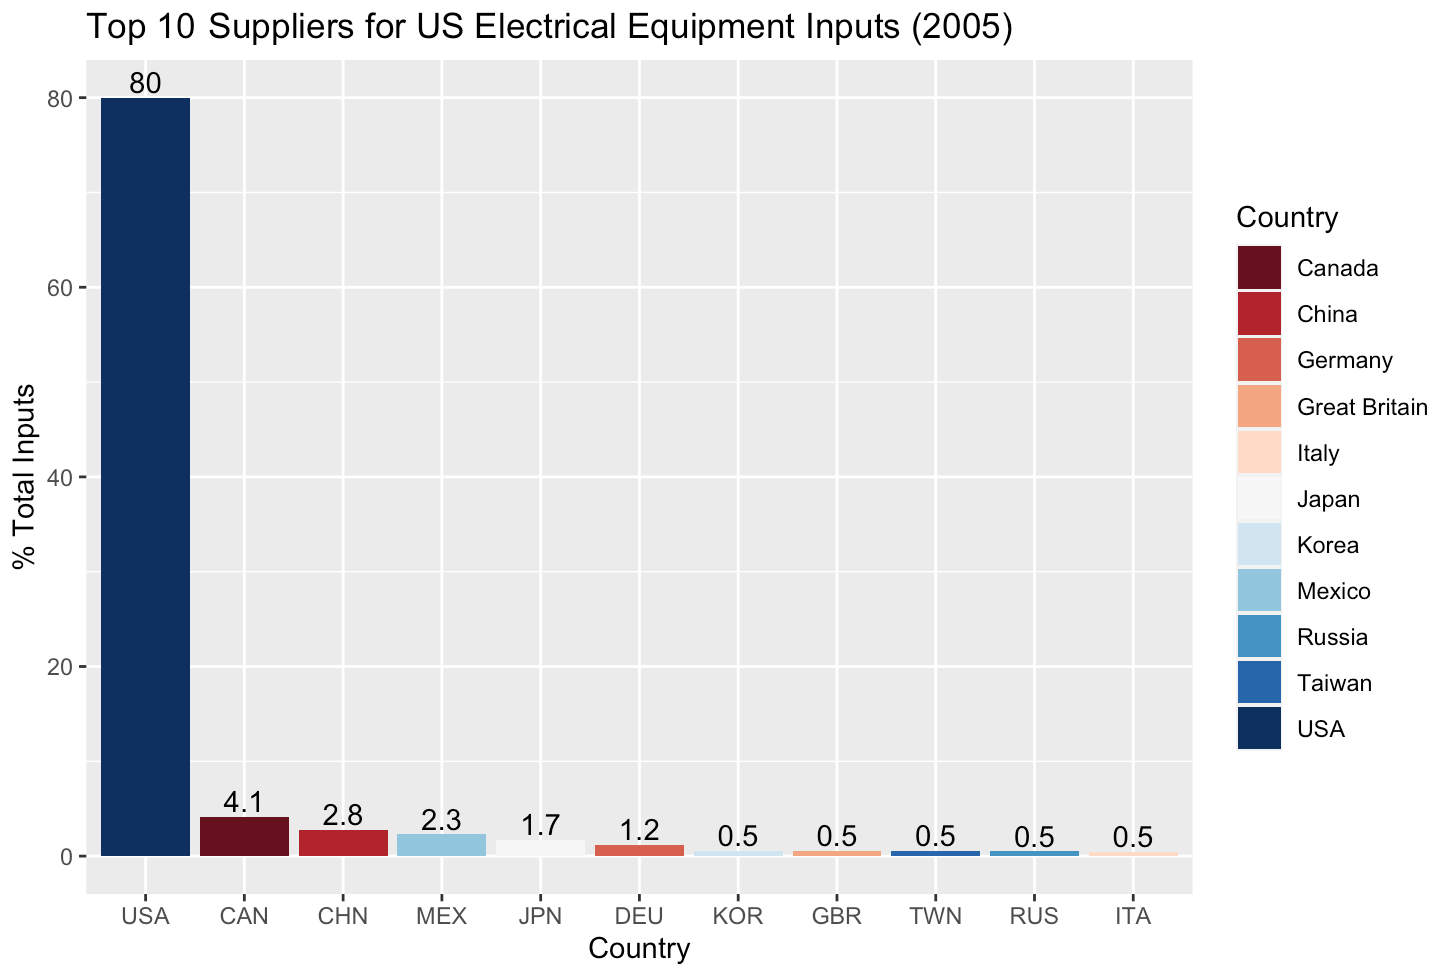 Top 10 Suppliers for US Electrical Equipment Inputs (2005)
% Total Inputs
80
60
40
20
0
80
4.1
2.8
2.3
1.7
1.2
0.5
0.5
0.5
0.5
0.5
USA CAN CHN MEX JPN DEU KOR GBR TWN RUS ITA
Country
Country
Canada
China
Germany
Great Britain
Italy
Japan
Korea
Mexico
Russia
Taiwan
USA